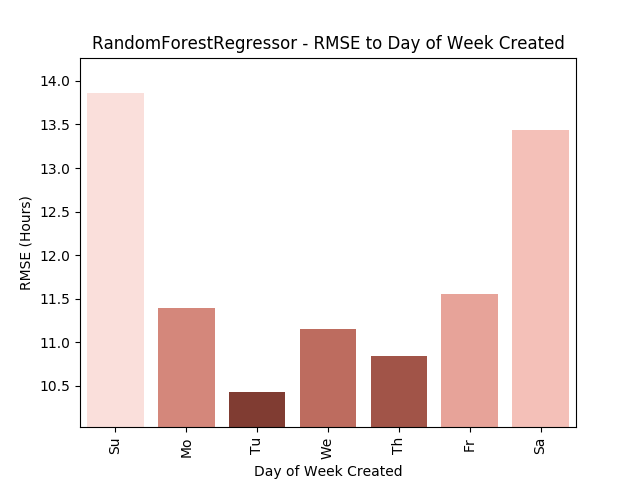 RandomForestRegressor - RMSE to Day of Week Created
RMSE (Hours)
14.0
13.5
13.0
12.5
12.0
11.5
11.0
10.5
Su Mo Tu We Th Fr Sa
Day of Week Created